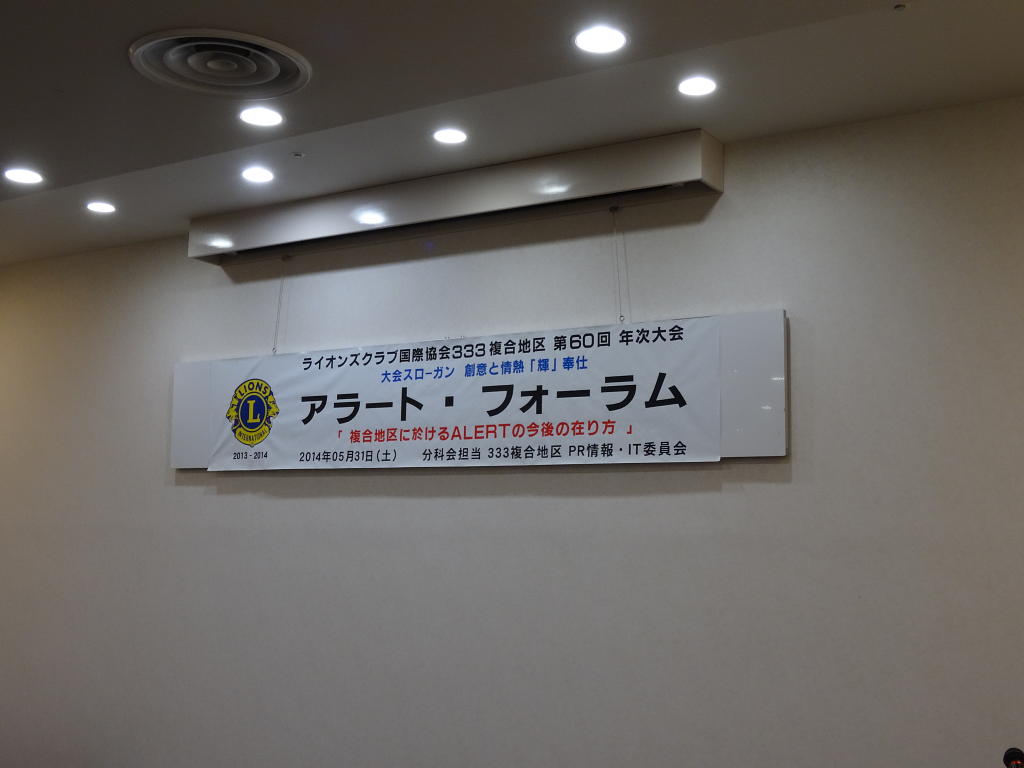 ライオンズクラブ国際協会333複合地区 第60回 年次大会
大会スローガン 創意と情熱「輝」奉仕
アラート・フォーラム
「 複合地区に於けるALERTの今後の在り方 」
2014年05月31日(土) 分科会担当 333複合地区 PR情報・IT委員会
LIONS
L
INTERNATIONAL
2013-2014